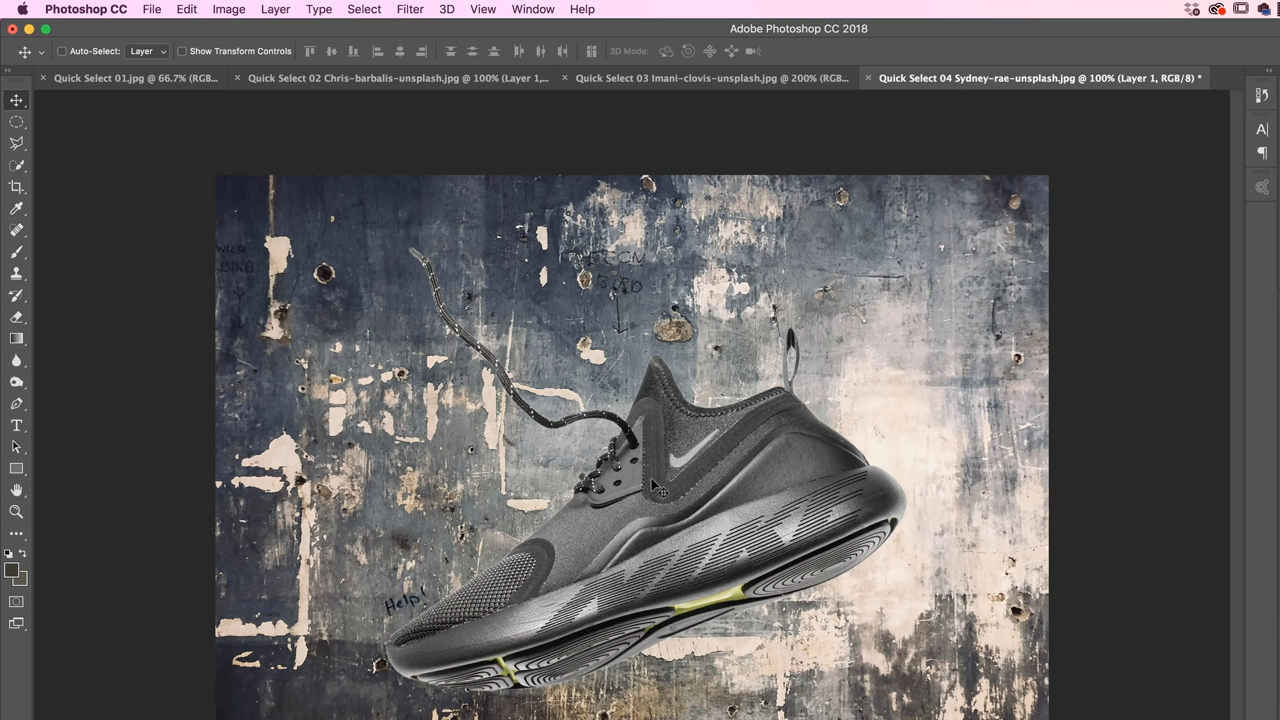 Photoshop CC File Edit Image Layer Type Select Filter 3D View Window Help
Adobe Photoshop CC 2018
Auto-Select: Layer Show Transform Controls 3D Mode:
Quick Select 01.jpg @ 66.7% (RGB... Quick Select 02 Chris-barbalis-unsplash.jpg @ 100% (Layer 1,... Quick Select 03 Imani-clovis-unsplash.jpg @ 200% (RGB... Quick Select 04 Sydney-rae-unsplash.jpg @ 100% (Layer 1, RGB/8) *
BIRD
Help!